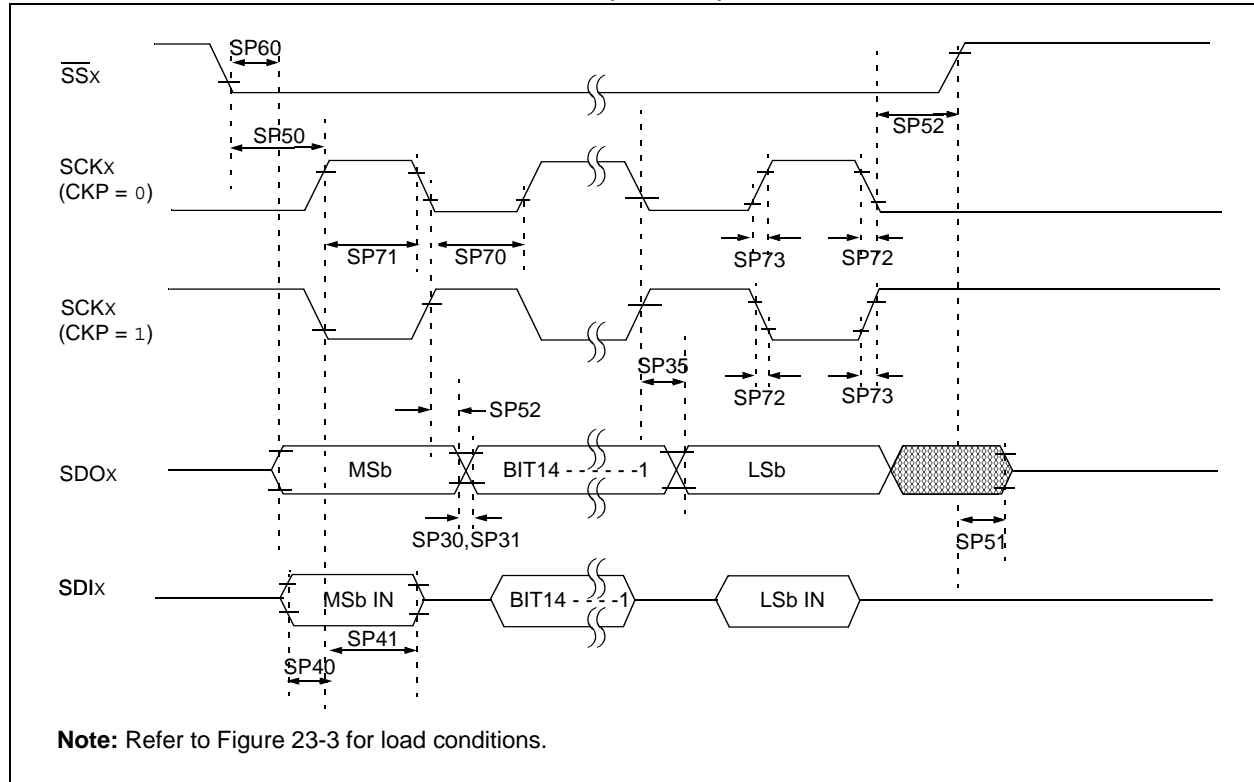 SP60
SSX
SP52
SP50
SCKX
(CKP = 0)
SP71
SP70
SP73
SP72
SCKX
(CKP = 1)
SP35
SP72
SP73
SP52
SDOX
MSb
BIT14 - - - - - -1
LSb
SP30,SP31
SP51
SDIX
MSb IN
BIT14 - - - -1
LSb IN
SP41
SP40
Note: Refer to Figure 23-3 for load conditions.